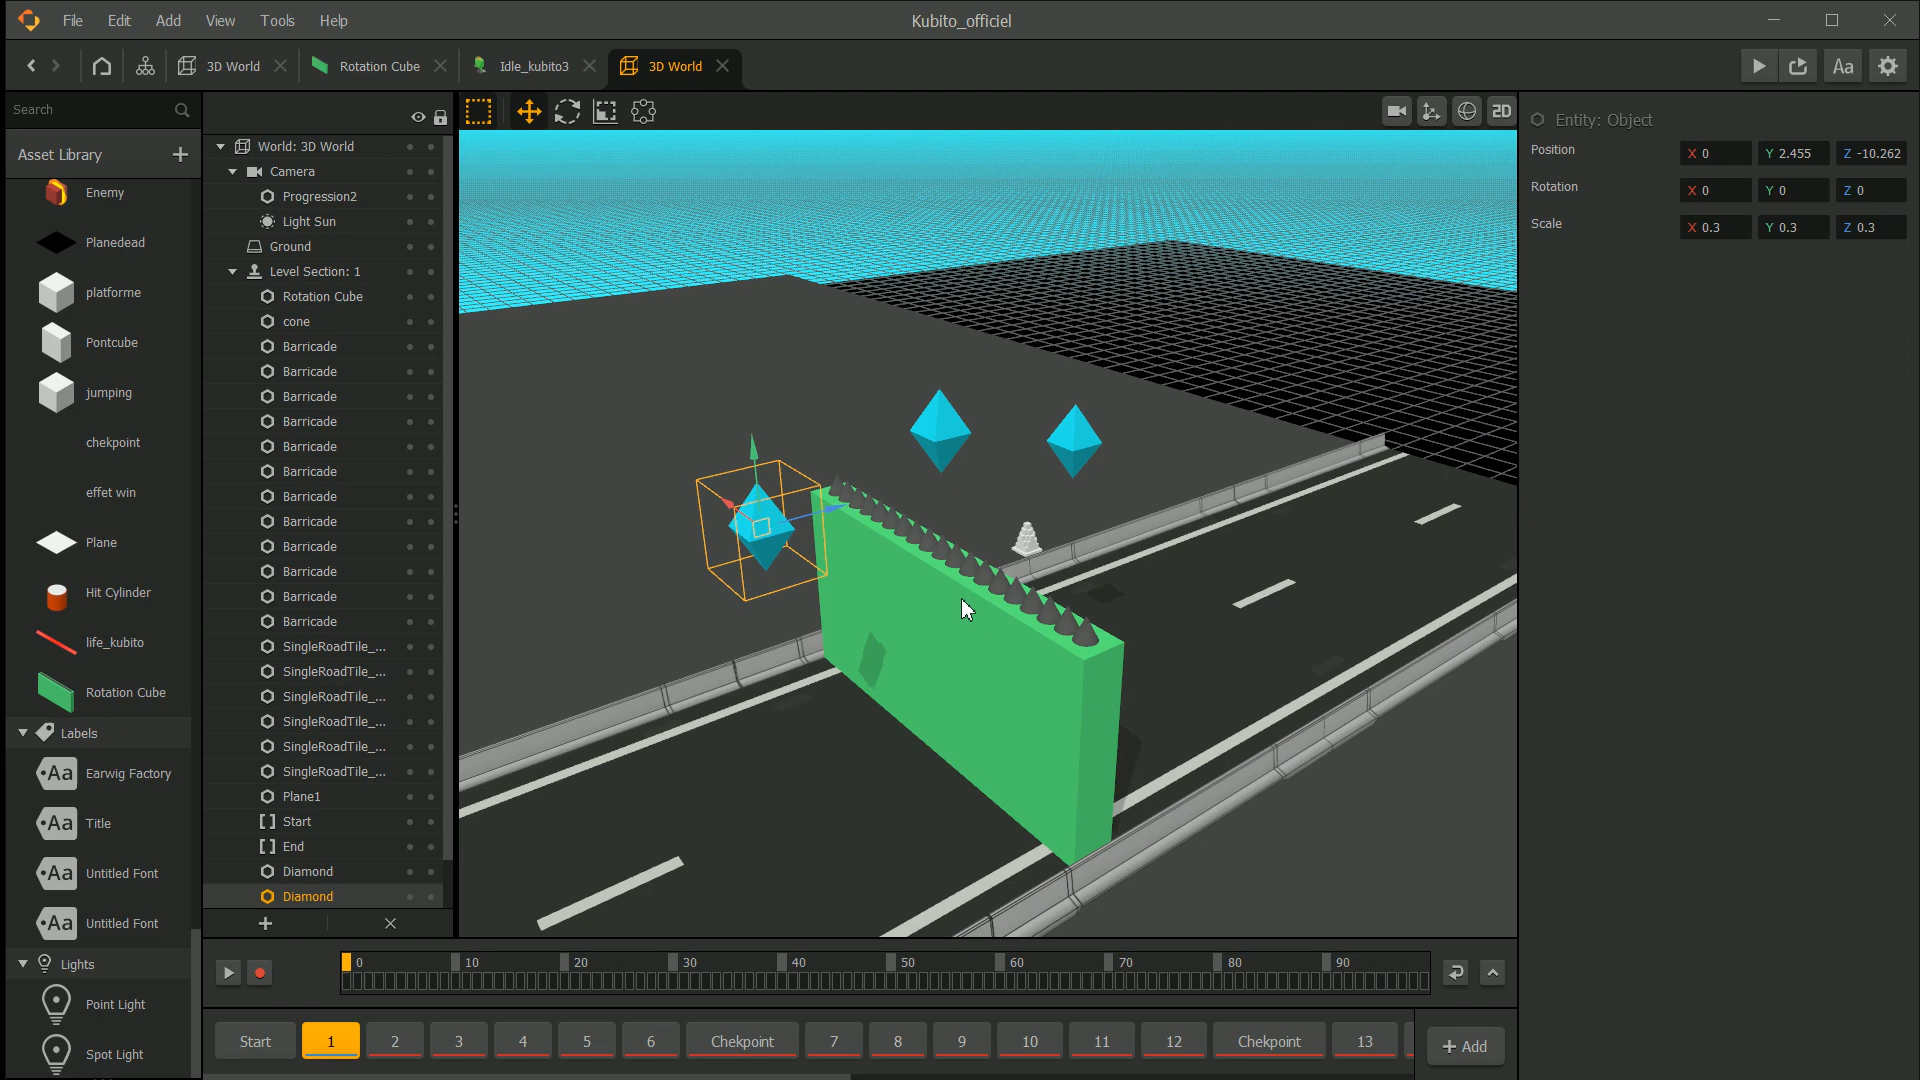 File Edit Add View Tools Help
Kubito_officiel
3D World
Rotation Cube
Idle_kubito3
3D World
Aa
Search
Asset Library
Enemy
Planedead
platforme
Pontcube
jumping
chekpoint
effet win
Plane
Hit Cylinder
life_kubito
Rotation Cube
Labels
Aa Earwig Factory
Aa Title
Aa Untitled Font
Aa Untitled Font
Lights
Point Light
Spot Light
World: 3D World
Camera
Progression2
Light Sun
Ground
Level Section: 1
Rotation Cube
cone
Barricade
Barricade
Barricade
Barricade
Barricade
Barricade
Barricade
Barricade
Barricade
Barricade
Barricade
Barricade
SingleRoadTile_...
SingleRoadTile_...
SingleRoadTile_...
SingleRoadTile_...
SingleRoadTile_...
SingleRoadTile_...
Plane1
Start
End
Diamond
Diamond
2D
Entity: Object
Position X 0 Y 2.455 Z -10.262
Rotation X 0 Y 0 Z 0
Scale X 0.3 Y 0.3 Z 0.3
0 10 20 30 40 50 60 70 80 90
Start 1 2 3 4 5 6 Chekpoint 7 8 9 10 11 12 Chekpoint 13
+ Add